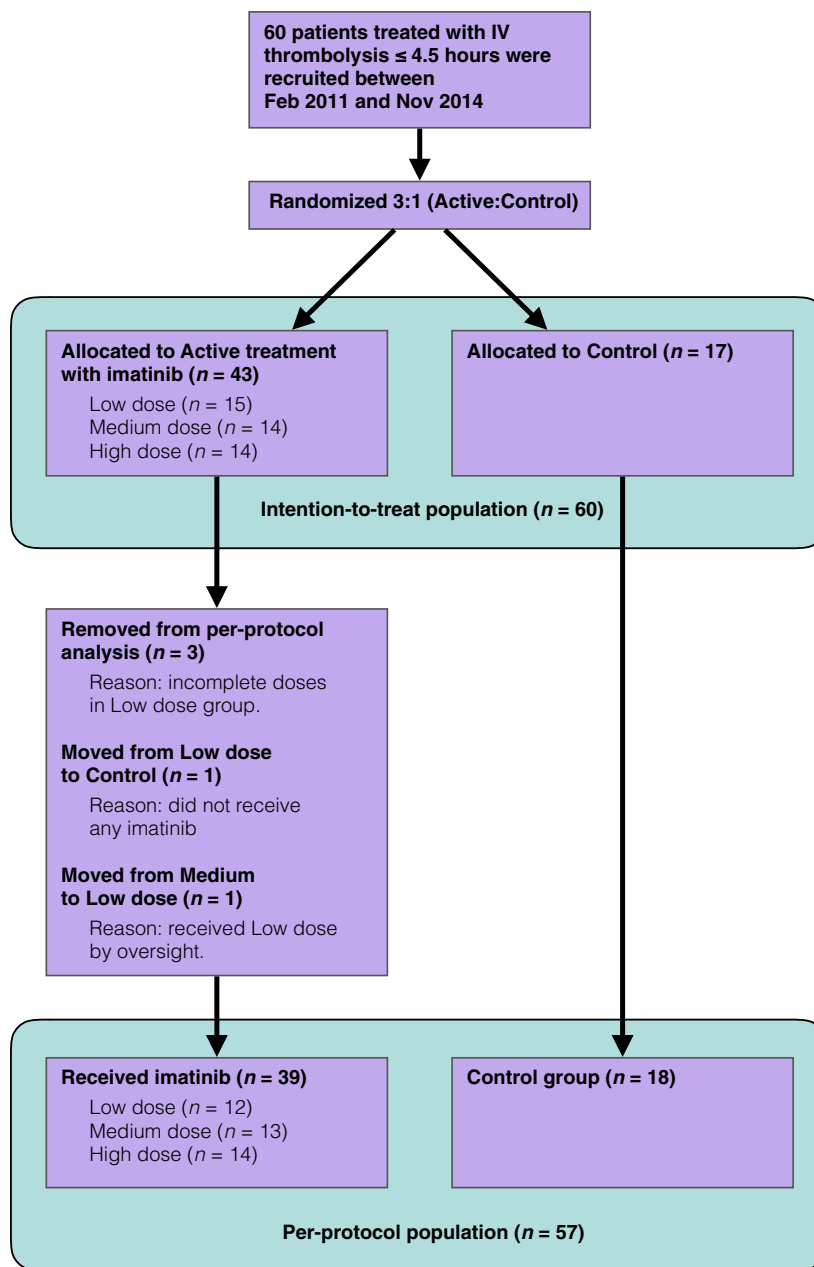 60 patients treated with IV
thrombolysis ≤ 4.5 hours were
recruited between
Feb 2011 and Nov 2014
Randomized 3:1 (Active:Control)
Allocated to Active treatment
with imatinib (n = 43)
Low dose (n = 15)
Medium dose (n = 14)
High dose (n = 14)
Allocated to Control (n = 17)
Intention-to-treat population (n = 60)
Removed from per-protocol
analysis (n = 3)
Reason: incomplete doses
in Low dose group.
Moved from Low dose
to Control (n = 1)
Reason: did not receive
any imatinib
Moved from Medium
to Low dose (n = 1)
Reason: received Low dose
by oversight.
Received imatinib (n = 39)
Low dose (n = 12)
Medium dose (n = 13)
High dose (n = 14)
Control group (n = 18)
Per-protocol population (n = 57)